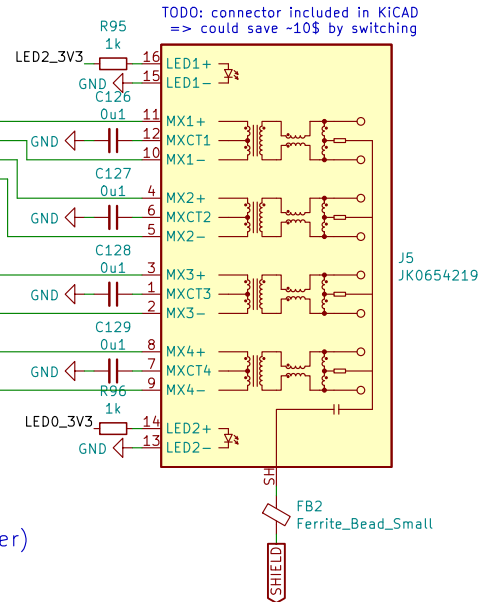 TODO: connector included in KiCAD
=> could save ~10$ by switching
R95
1k
LED2_3V3
16
LED1+
GND
15
LED1-
C126
0u1
11
MX1+
GND
12
MXCT1
10
MX1-
C127
0u1
4
MX2+
GND
6
MXCT2
5
MX2-
C128
0u1
3
MX3+
GND
1
MXCT3
2
MX3-
J5
JK0654219
C129
0u1
8
MX4+
GND
7
MXCT4
9
MX4-
R96
1k
LED0_3V3
14
LED2+
GND
13
LED2-
SH
FB2
Ferrite_Bead_Small
er)
SHIELD